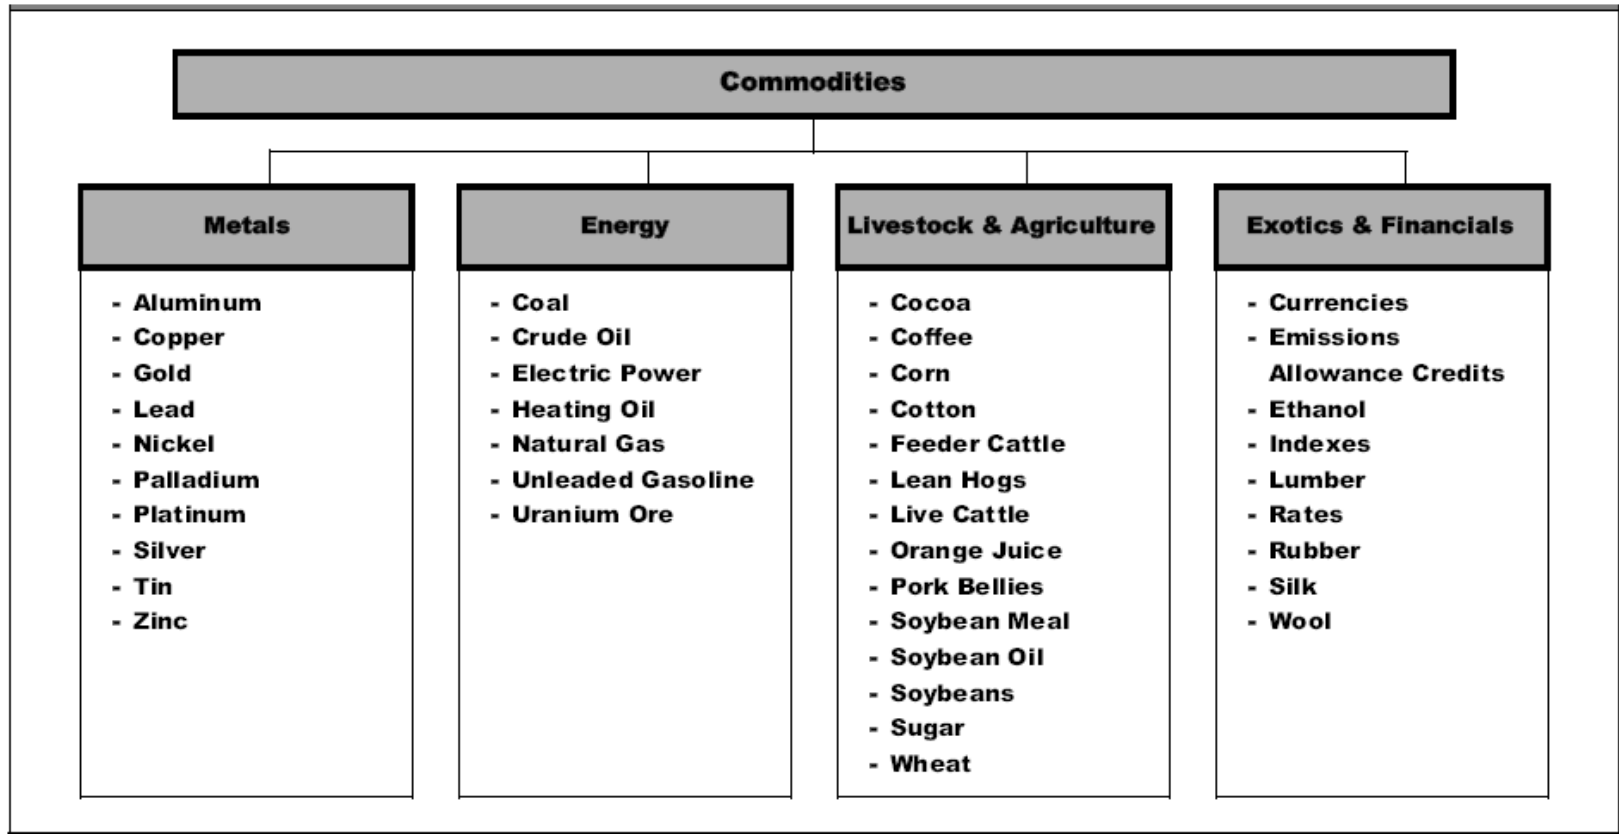 Commodities
Metals
- Aluminum
- Copper
- Gold
- Lead
- Nickel
- Palladium
- Platinum
- Silver
- Tin
- Zinc
Energy
- Coal
- Crude Oil
- Electric Power
- Heating Oil
- Natural Gas
- Unleaded Gasoline
- Uranium Ore
Livestock & Agriculture
- Cocoa
- Coffee
- Corn
- Cotton
- Feeder Cattle
- Lean Hogs
- Live Cattle
- Orange Juice
- Pork Bellies
- Soybean Meal
- Soybean Oil
- Soybeans
- Sugar
- Wheat
Exotics & Financials
- Currencies
- Emissions
Allowance Credits
- Ethanol
- Indexes
- Lumber
- Rates
- Rubber
- Silk
- Wool